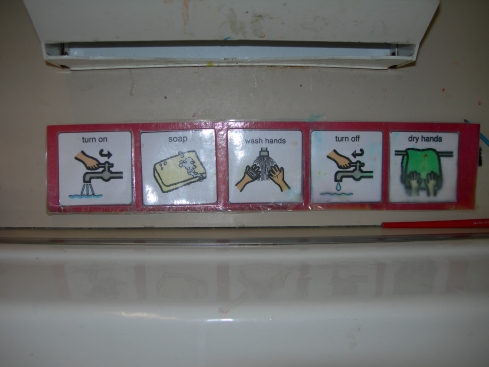 turn on
soap
wash hands
turn off
dry hands